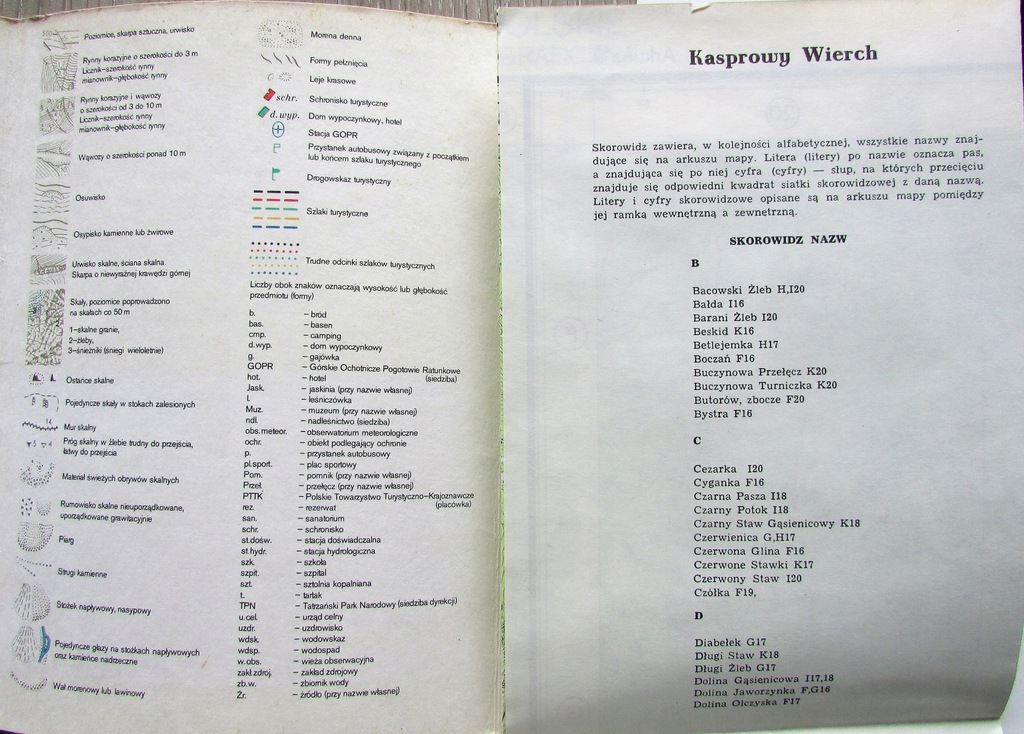 Poziomice, skarpa sztuczna, urwisko
Rynny korazyjne o szerokości do 3 m
Licznik-szerokość rynny
mianownik-głębokość rynny
Rynny korazyjne i wąwozy
o szerokości od 3 do 10 m
Licznik-szerokość rynny
mianownik-głębokość rynny
Wąwozy o szerokości ponad 10 m
Osuwisko
Osypisko kamienne lub żwirowe
Urwisko skalne, ściana skalna.
Skarpa o niewyraźnej krawędzi górnej
Skały, poziomice poprowadzono
na skałach co 50 m
1-skalne granie,
2-żleby,
3-śnieżniki (śniegi wieloletnie)
Ostańce skalne
Pojedyncze skały w stokach zalesionych
14
Mur skalny
5 4
Próg skalny w żlebie trudny do przejścia,
łatwy do przejścia
Materiał świeżych obrywów skalnych
Rumowisko skalne nieuporządkowane,
uporządkowane grawitacyjnie
Piarg
Strugi kamienne
Stożek napływowy, nasypowy
Pojedyncze głazy na stożkach napływowych
oraz kamieńce nadrzeczne
Wał morenowy lub lawinowy
Morena denna
Formy pełznięcia
Leje krasowe
schr. Schronisko turystyczne
d.wyp. Dom wypoczynkowy, hotel
Stacja GOPR
Przystanek autobusowy związany z początkiem
lub końcem szlaku turystycznego
Drogowskaz turystyczny
Szlaki turystyczne
Trudne odcinki szlaków turystycznych
Liczby obok znaków oznaczają wysokość lub głębokość
przedmiotu (formy)
b. – bród
bas. – basen
cmp. – camping
d.wyp. – dom wypoczynkowy
g. – gajówka
GOPR – Górskie Ochotnicze Pogotowie Ratunkowe
(siedziba)
hot. – hotel
Jask. – jaskinia (przy nazwie własnej)
l. – leśniczówka
Muz. – muzeum (przy nazwie własnej)
ndl. – nadleśnictwo (siedziba)
obs.meteor. – obserwatorium meteorologiczne
ochr. – obiekt podlegający ochronie
p. – przystanek autobusowy
pl.sport. – plac sportowy
Pom. – pomnik (przy nazwie własnej)
Przeł. – przełęcz (przy nazwie własnej)
PTTK – Polskie Towarzystwo Turystyczno-Krajoznawcze
(placówka)
rez. – rezerwat
san. – sanatorium
schr. – schronisko
st.dośw. – stacja doświadczalna
st.hydr. – stacja hydrologiczna
szk. – szkoła
szpit. – szpital
szt. – sztolnia kopalniana
t. – tartak
TPN – Tatrzański Park Narodowy (siedziba dyrekcji)
u.cel. – urząd celny
uzdr. – uzdrowisko
wdsk. – wodowskaz
wdsp. – wodospad
w.obs. – wieża obserwacyjna
zakł.zdroj. – zakład zdrojowy
zb.w. – zbiornik wody
Źr. – źródło (przy nazwie własnej)
Kasprowy Wierch
Skorowidz zawiera, w kolejności alfabetycznej, wszystkie nazwy znaj-
dujące się na arkuszu mapy. Litera (litery) po nazwie oznacza pas,
a znajdująca się po niej cyfra (cyfry) — słup, na których przecięciu
znajduje się odpowiedni kwadrat siatki skorowidzowej z daną nazwą.
Litery i cyfry skorowidzowe opisane są na arkuszu mapy pomiędzy
jej ramką wewnętrzną a zewnetrzną.
SKOROWIDZ NAZW
B
Bacowski Żleb H,I20
Bałda I16
Barani Żleb I20
Beskid K16
Betlejemka H17
Boczań F16
Buczynowa Przełęcz K20
Buczynowa Turniczka K20
Butorów, zbocze F20
Bystra F16
C
Cezarka I20
Cyganka F16
Czarna Pasza I18
Czarny Potok I18
Czarny Staw Gąsienicowy K18
Czerwienica G,H17
Czerwona Glina F16
Czerwone Stawki K17
Czerwony Staw I20
Czółka F19,
D
Diabełek G17
Długi Staw K18
Długi Żleb G17
Dolina Gąsienicowa I17,18
Dolina Jaworzynka F,G16
Dolina Olczyska F17